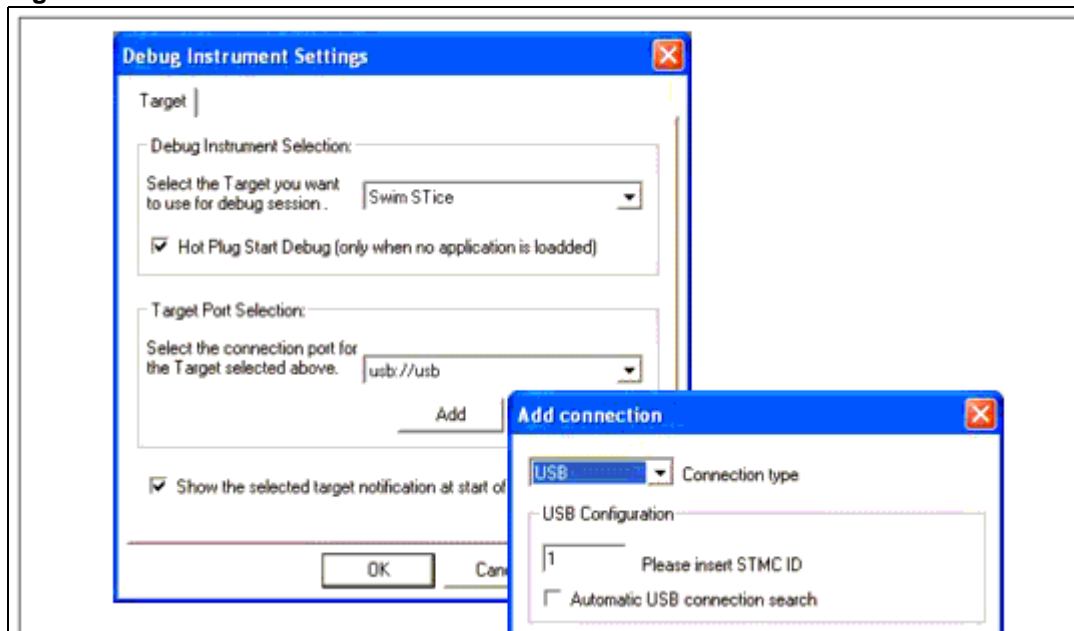 Debug Instrument Settings
Target
Debug Instrument Selection:
Select the Target you want
to use for debug session .
Swim STice
Hot Plug Start Debug (only when no application is loadded)
Target Port Selection:
Select the connection port for
the Target selected above.
usb://usb
Add
Show the selected target notification at start of
OK
Add connection
USB
Connection type
USB Configuration
1
Please insert STMC ID
Automatic USB connection search